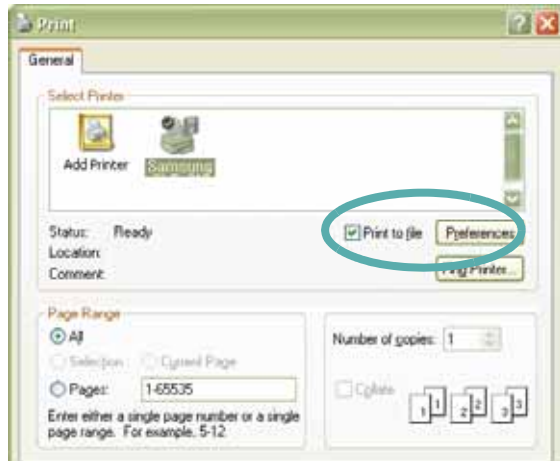 Print
General
Select Printer
Add Printer
Samsung
Status: Ready
Location:
Comment:
Print to file
Preferences
Find Printer...
Page Range
All
Selection
Current Page
Pages: 1-65535
Enter either a single page number or a single
page range. For example, 5-12
Number of copies: 1
Collate
1 1 2 2 3 3